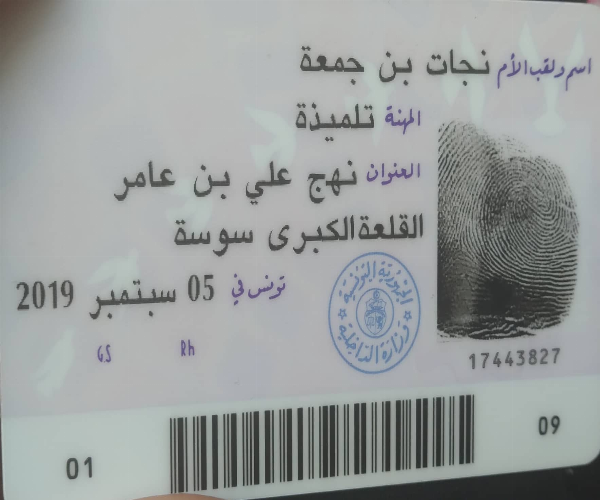 اسم ولقب الأم نجات بن جمعة
المهنة تلميذة
العنوان نهج علي بن عامر
القلعة الكبرى سوسة
تونس في 05 سبتمبر 2019
الجمهورية التونسية
وزارة الداخلية
GS Rh
17443827
01
09